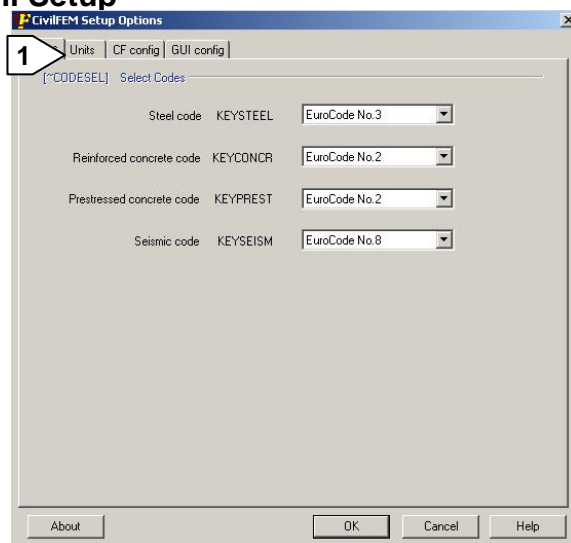 Setup
CivilFEM Setup Options
1
Units CF config GUI config
[~CODESEL] Select Codes
Steel code KEYSTEEL EuroCode No.3
Reinforced concrete code KEYCONCR EuroCode No.2
Prestressed concrete code KEYPREST EuroCode No.2
Seismic code KEYSEISM EuroCode No.8
About OK Cancel Help